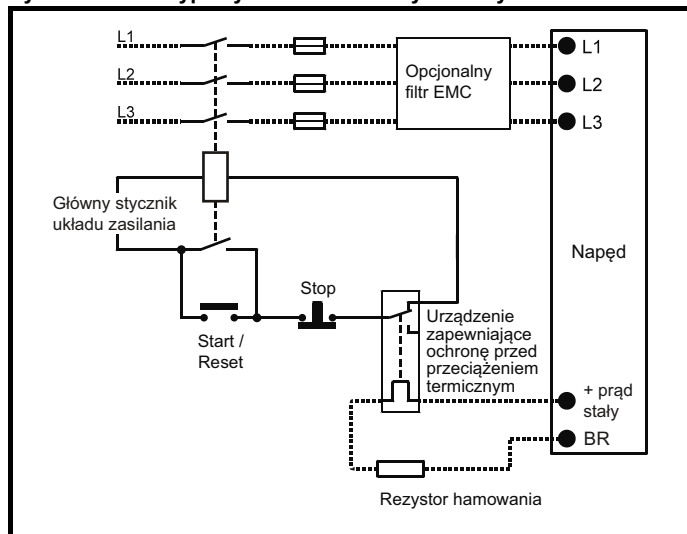 L1
L2
L3
Opcjonalny
filtr EMC
L1
L2
L3
Główny stycznik
układu zasilania
Napęd
Start /
Reset
Stop
Urządzenie
zapewniające
ochronę przed
przeciążeniem
termicznym
+ prąd
stały
BR
Rezystor hamowania